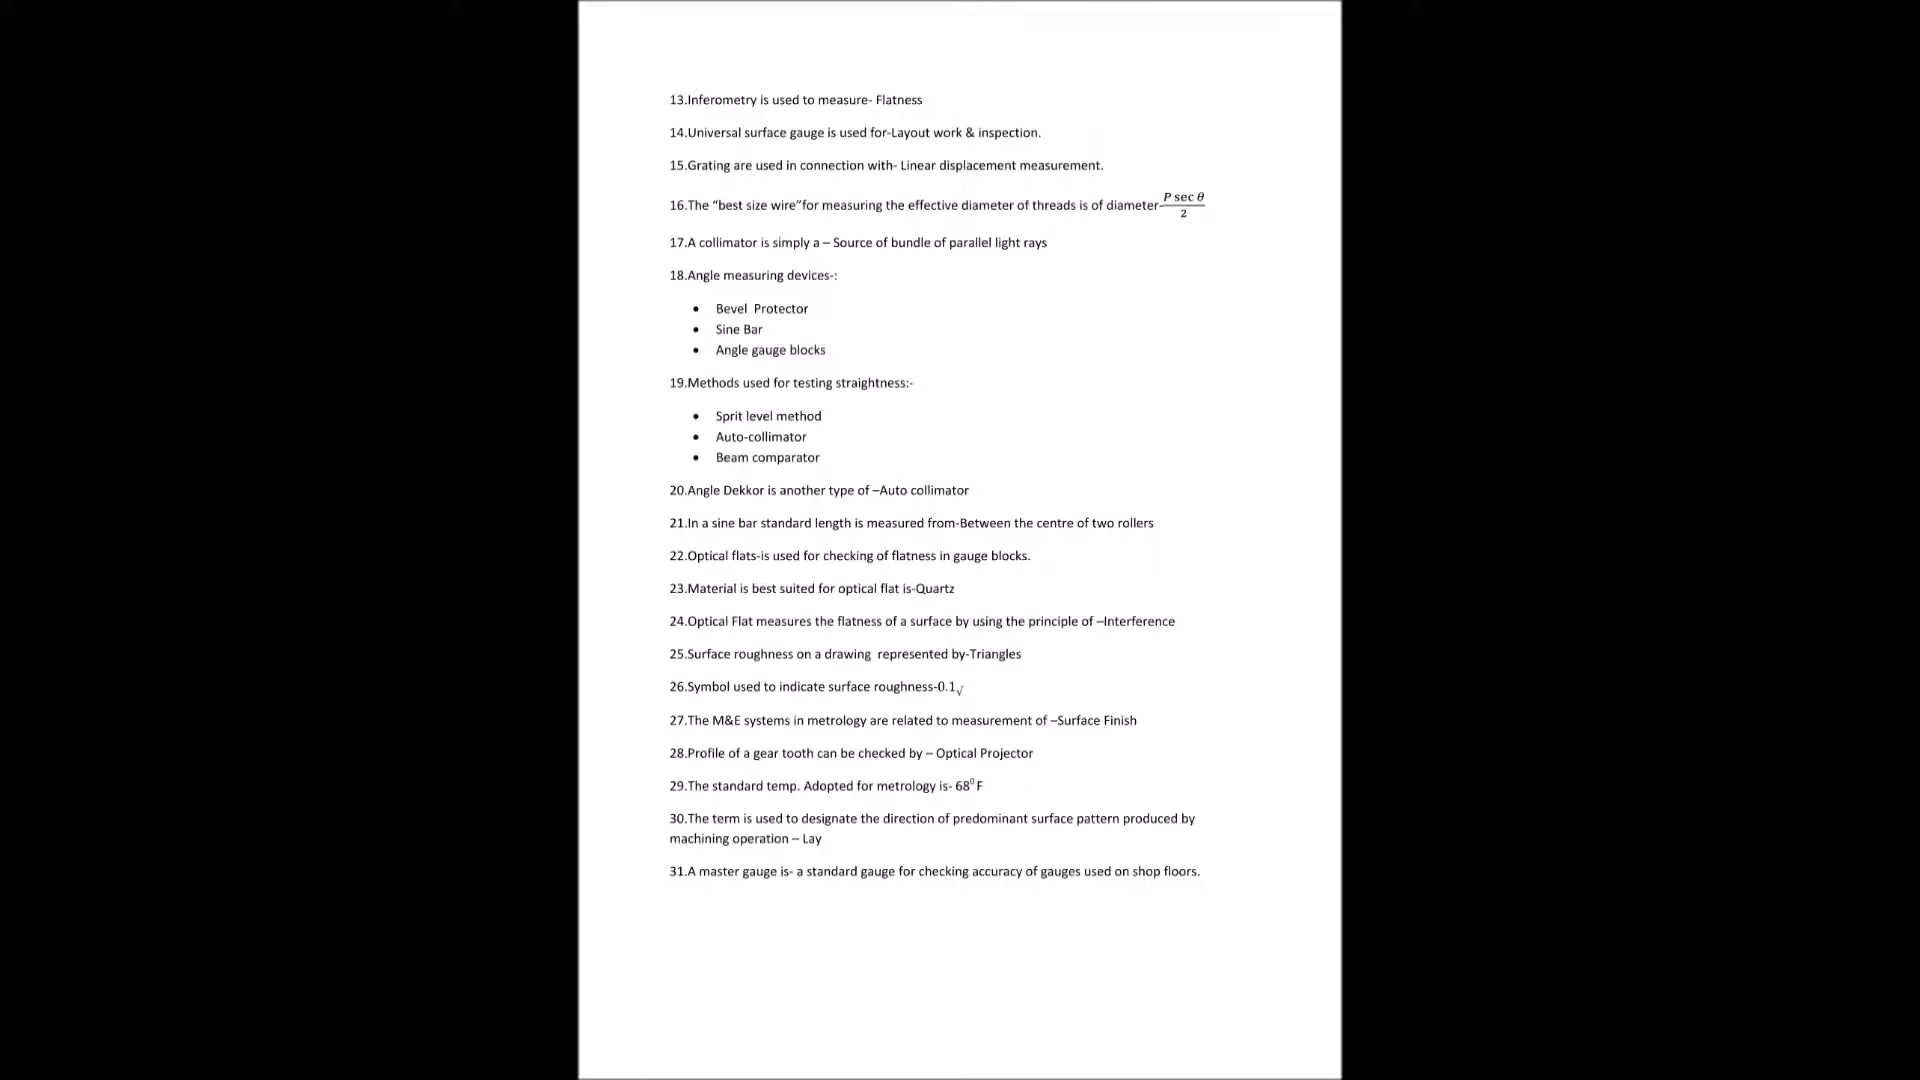 13.Inferometry is used to measure- Flatness
14.Universal surface gauge is used for-Layout work & inspection.
15.Grating are used in connection with- Linear displacement measurement.
16.The “best size wire”for measuring the effective diameter of threads is of diameter-P sec θ/2
17.A collimator is simply a – Source of bundle of parallel light rays
18.Angle measuring devices-:
• Bevel Protector
• Sine Bar
• Angle gauge blocks
19.Methods used for testing straightness:-
• Sprit level method
• Auto-collimator
• Beam comparator
20.Angle Dekkor is another type of –Auto collimator
21.In a sine bar standard length is measured from-Between the centre of two rollers
22.Optical flats-is used for checking of flatness in gauge blocks.
23.Material is best suited for optical flat is-Quartz
24.Optical Flat measures the flatness of a surface by using the principle of –Interference
25.Surface roughness on a drawing represented by-Triangles
26.Symbol used to indicate surface roughness-0.1√
27.The M&E systems in metrology are related to measurement of –Surface Finish
28.Profile of a gear tooth can be checked by – Optical Projector
29.The standard temp. Adopted for metrology is- 68⁰F
30.The term is used to designate the direction of predominant surface pattern produced by
machining operation – Lay
31.A master gauge is- a standard gauge for checking accuracy of gauges used on shop floors.